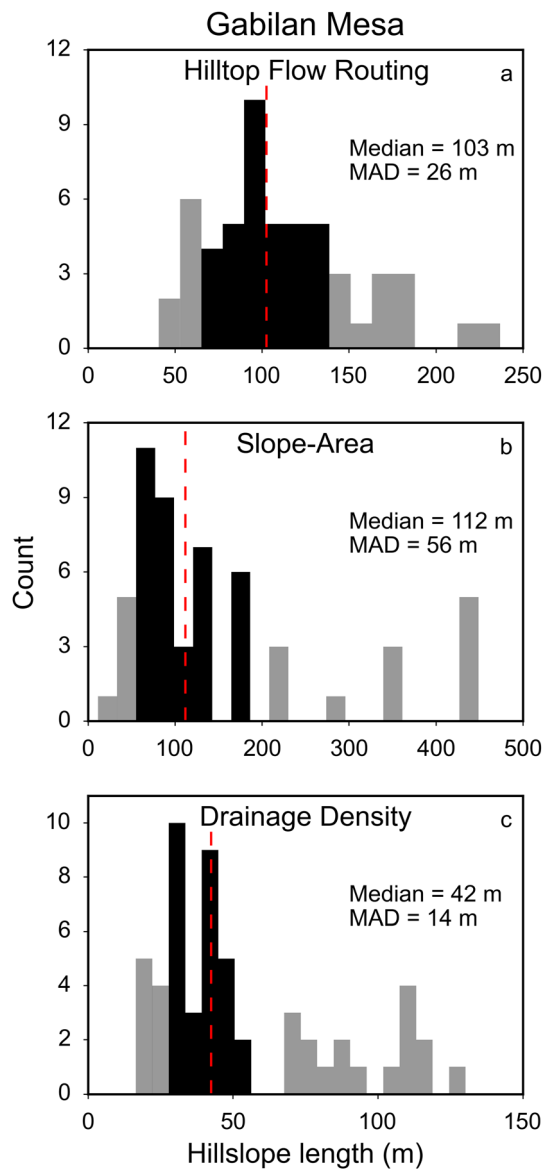 Gabilan Mesa
Hilltop Flow Routing
a
Median = 103 m
MAD = 26 m
12
9
6
3
0
0 50 100 150 200 250
Slope-Area
b
Median = 112 m
MAD = 56 m
12
9
6
3
0
0 100 200 300 400 500
Count
Drainage Density
c
Median = 42 m
MAD = 14 m
10
8
6
4
2
0
0 50 100 150
Hillslope length (m)